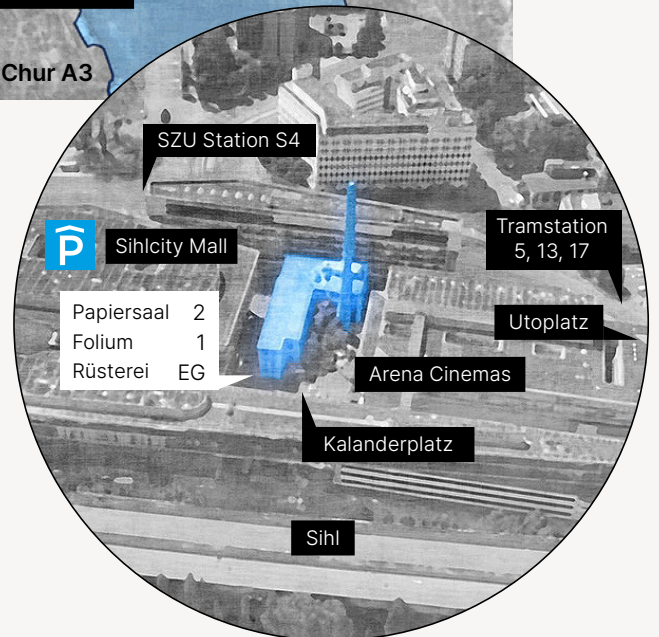 Chur A3
SZU Station S4
P
Sihlcity Mall
Tramstation
5, 13, 17
Papiersaal 2
Folium 1
Rüsterei EG
Utoplatz
Arena Cinemas
Kalanderplatz
Sihl